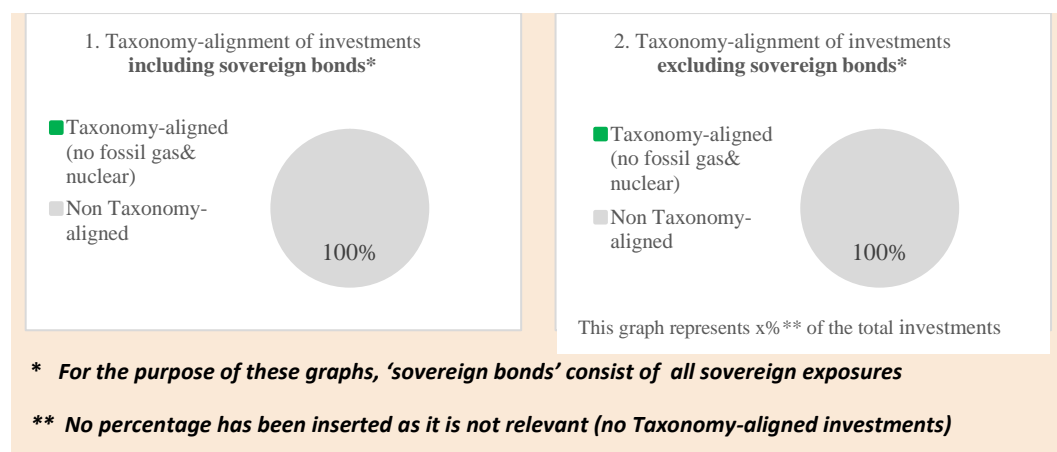 1. Taxonomy-alignment of investments
including sovereign bonds*
Taxonomy-aligned
(no fossil gas&
nuclear)
Non Taxonomy-
aligned
100%
2. Taxonomy-alignment of investments
excluding sovereign bonds*
Taxonomy-aligned
(no fossil gas&
nuclear)
Non Taxonomy-
aligned
100%
This graph represents x%** of the total investments
* For the purpose of these graphs, ‘sovereign bonds’ consist of all sovereign exposures
** No percentage has been inserted as it is not relevant (no Taxonomy-aligned investments)